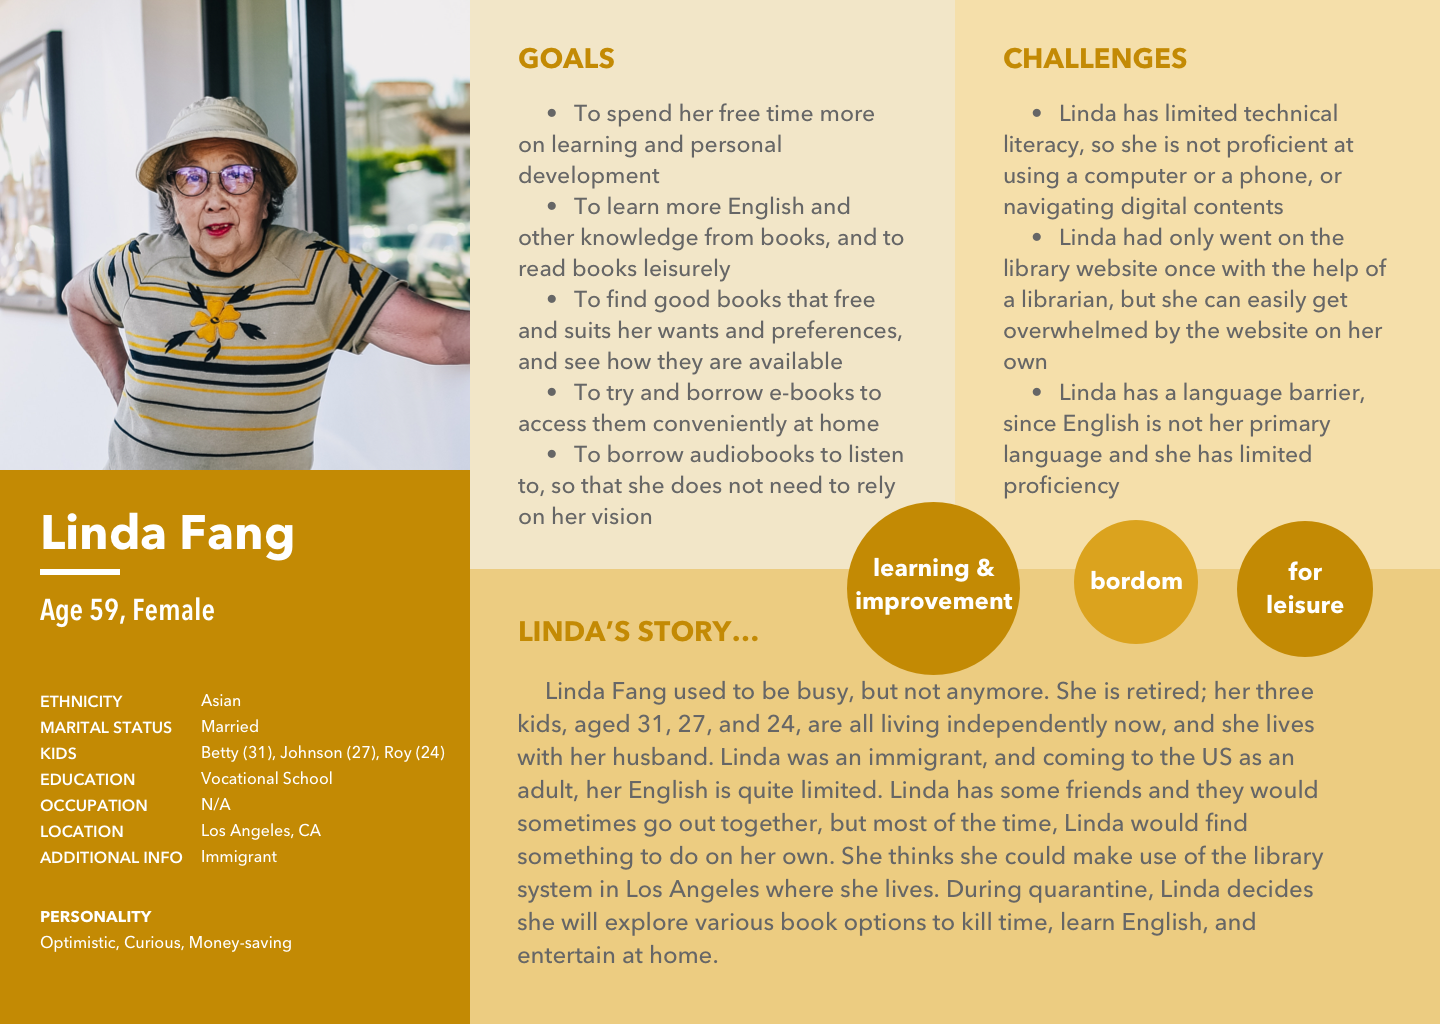 Linda Fang
Age 59, Female
ETHNICITY Asian
MARITAL STATUS Married
KIDS Betty (31), Johnson (27), Roy (24)
EDUCATION Vocational School
OCCUPATION N/A
LOCATION Los Angeles, CA
ADDITIONAL INFO Immigrant
PERSONALITY
Optimistic, Curious, Money-saving
GOALS
• To spend her free time more
on learning and personal
development
• To learn more English and
other knowledge from books, and to
read books leisurely
• To find good books that free
and suits her wants and preferences,
and see how they are available
• To try and borrow e-books to
access them conveniently at home
• To borrow audiobooks to listen
to, so that she does not need to rely
on her vision
CHALLENGES
• Linda has limited technical
literacy, so she is not proficient at
using a computer or a phone, or
navigating digital contents
• Linda had only went on the
library website once with the help of
a librarian, but she can easily get
overwhelmed by the website on her
own
• Linda has a language barrier,
since English is not her primary
language and she has limited
proficiency
learning &
improvement
bordom
for
leisure
LINDA’S STORY...
Linda Fang used to be busy, but not anymore. She is retired; her three
kids, aged 31, 27, and 24, are all living independently now, and she lives
with her husband. Linda was an immigrant, and coming to the US as an
adult, her English is quite limited. Linda has some friends and they would
sometimes go out together, but most of the time, Linda would find
something to do on her own. She thinks she could make use of the library
system in Los Angeles where she lives. During quarantine, Linda decides
she will explore various book options to kill time, learn English, and
entertain at home.